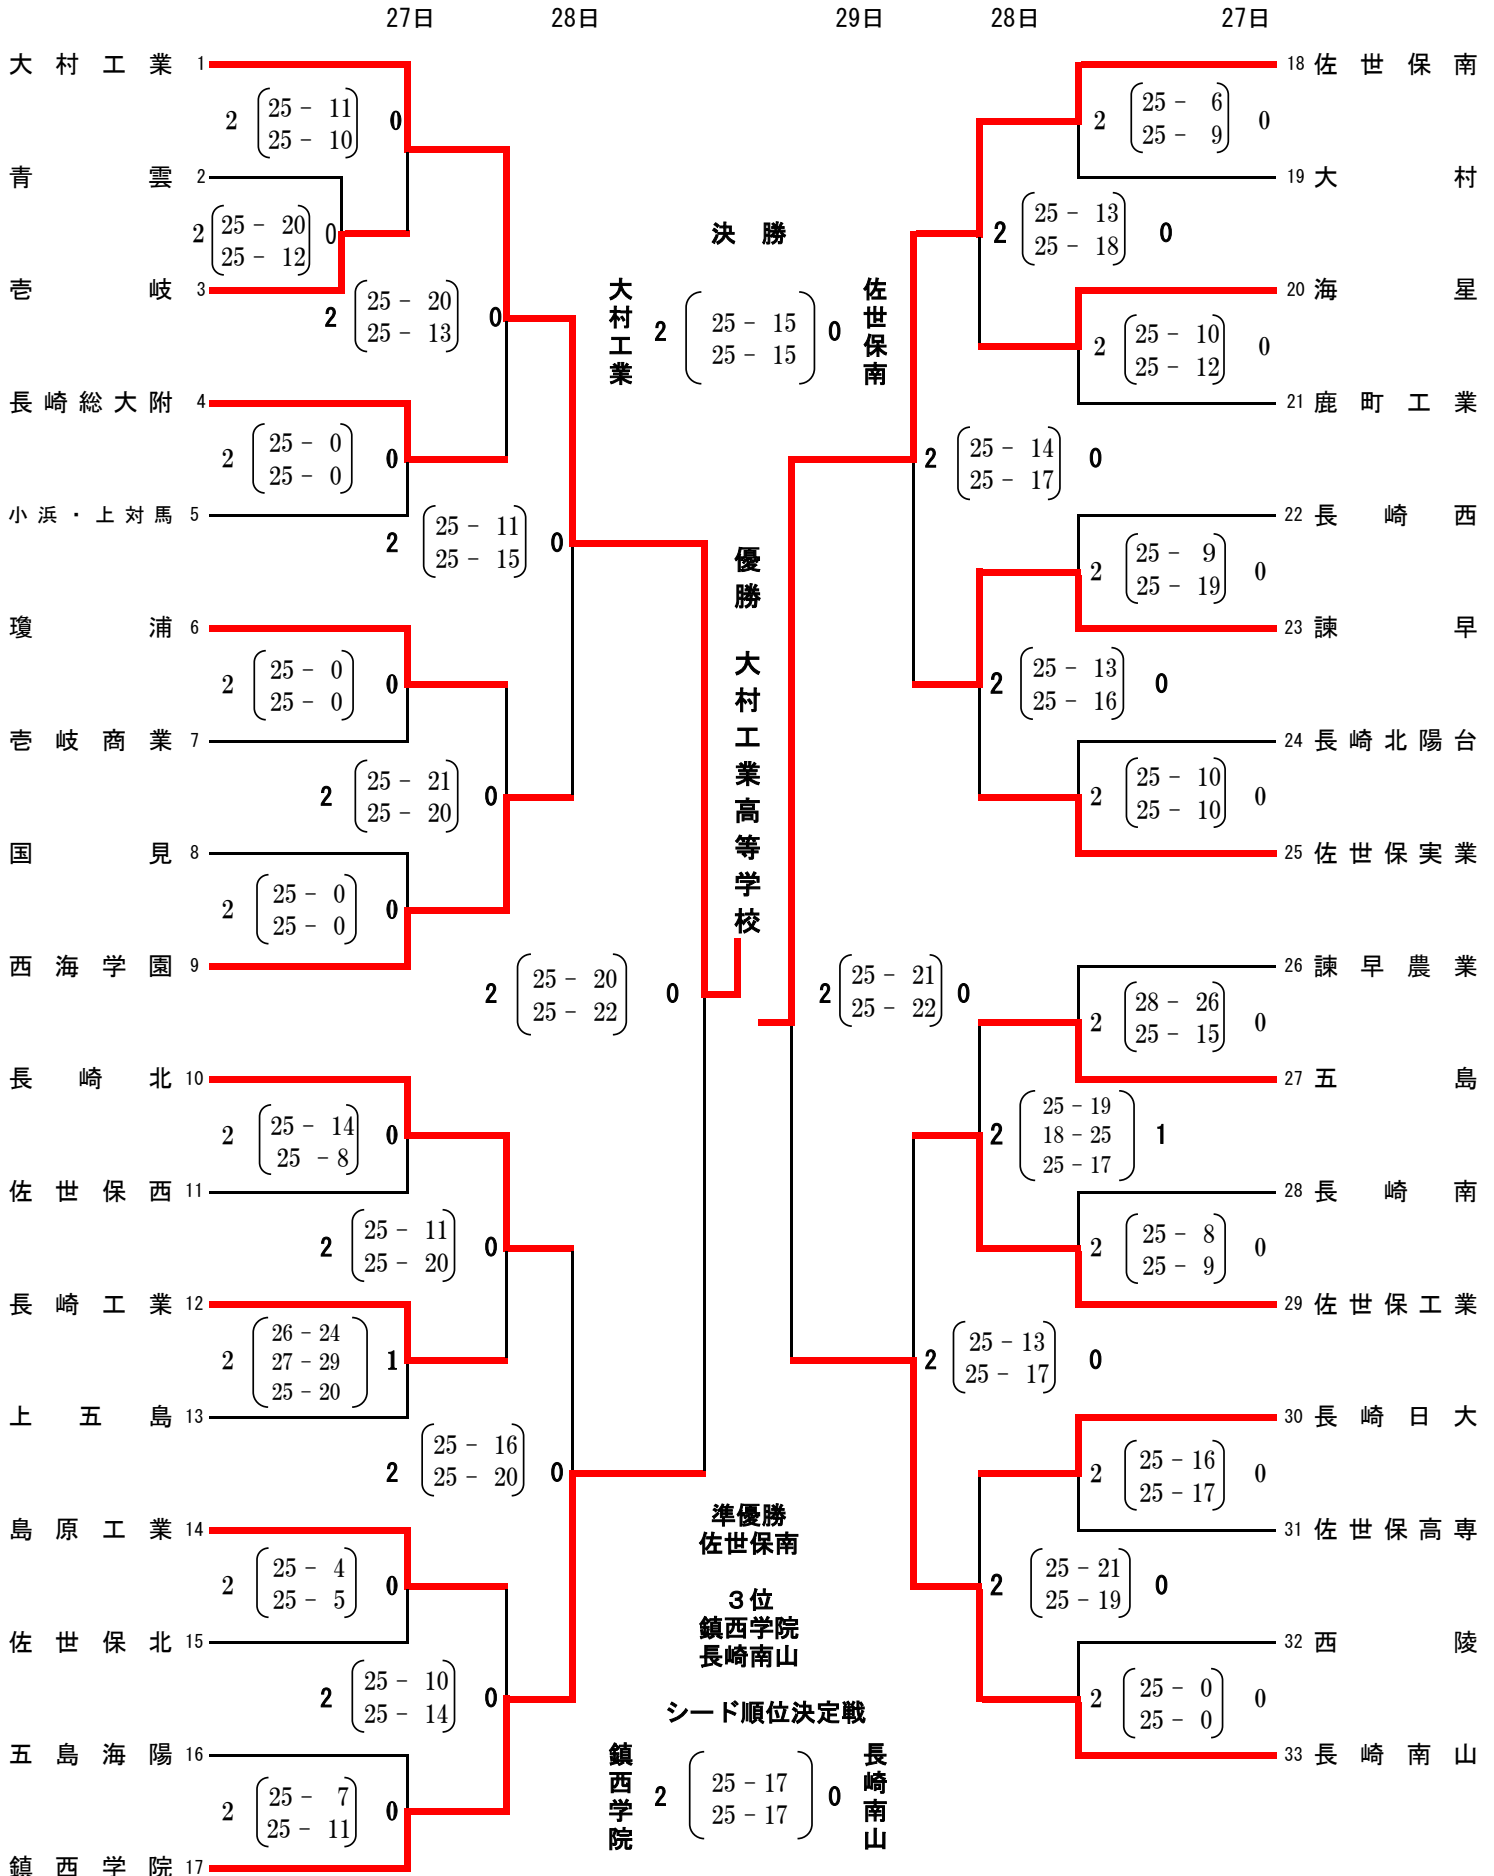 27日 28日 29日 28日 27日
大村工業 1
2 25 - 11 0
25 - 10
青雲 2
2 25 - 20 0
25 - 12
壱岐 3
2 25 - 20 0
25 - 13
長崎総大附 4
2 25 - 0 0
25 - 0
小浜・上対馬 5
2 25 - 11 0
25 - 15
瓊浦 6
2 25 - 0 0
25 - 0
壱岐商業 7
2 25 - 21 0
25 - 20
国見 8
2 25 - 0 0
25 - 0
西海学園 9
2 25 - 20 0
25 - 22
長崎北 10
2 25 - 14 0
25 - 8
佐世保西 11
2 25 - 11 0
25 - 20
長崎工業 12
2 26 - 24 1
27 - 29
25 - 20
上五島 13
2 25 - 16 0
25 - 20
島原工業 14
2 25 - 4 0
25 - 5
佐世保北 15
2 25 - 10 0
25 - 14
五島海陽 16
2 25 - 7 0
25 - 11
鎮西学院 17
決勝
大村工業 2 25 - 15 0 佐世保南
25 - 15
優勝 大村工業高等学校
準優勝
佐世保南
3位
鎮西学院
長崎南山
シード順位決定戦
鎮西学院 2 25 - 17 0 長崎南山
25 - 17
18 佐世保南
2 25 - 6 0
25 - 9
19 大村
2 25 - 13 0
25 - 18
20 海星
2 25 - 10 0
25 - 12
21 鹿町工業
2 25 - 14 0
25 - 17
22 長崎西
2 25 - 9 0
25 - 19
23 諫早
2 25 - 13 0
25 - 16
24 長崎北陽台
2 25 - 10 0
25 - 10
25 佐世保実業
2 25 - 21 0
25 - 22
26 諫早農業
2 28 - 26 0
25 - 15
27 五島
2 25 - 19 1
18 - 25
25 - 17
28 長崎南
2 25 - 8 0
25 - 9
29 佐世保工業
2 25 - 13 0
25 - 17
30 長崎日大
2 25 - 16 0
25 - 17
31 佐世保高専
2 25 - 21 0
25 - 19
32 西陵
2 25 - 0 0
25 - 0
33 長崎南山